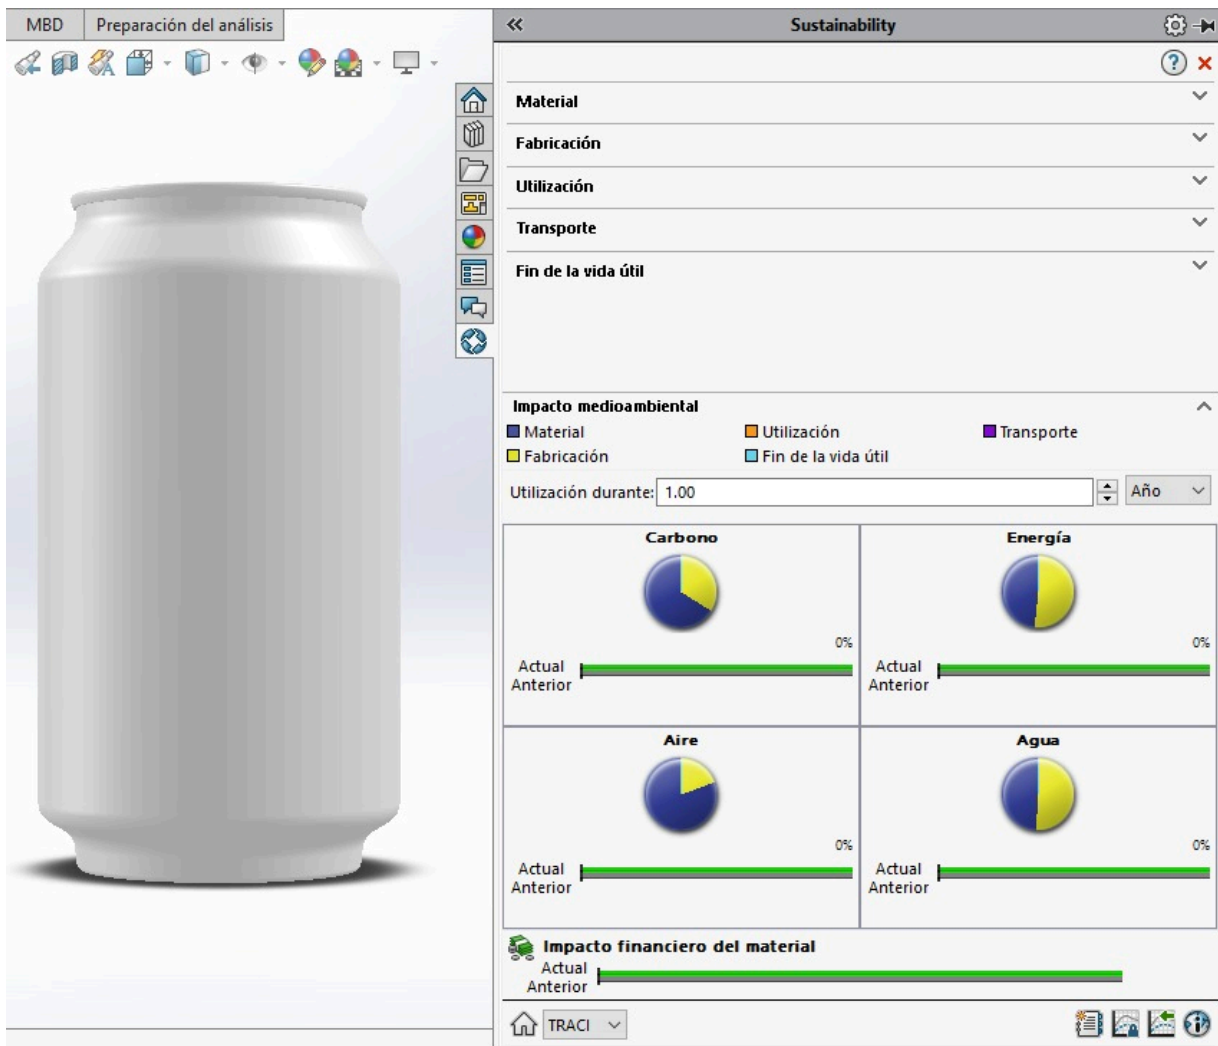 MBD Preparación del análisis
Sustainability
Material
Fabricación
Utilización
Transporte
Fin de la vida útil
Impacto medioambiental
Material Utilización Transporte
Fabricación Fin de la vida útil
Utilización durante: 1.00 Año
Carbono
0%
Actual
Anterior
Energía
0%
Actual
Anterior
Aire
0%
Actual
Anterior
Agua
0%
Actual
Anterior
Impacto financiero del material
Actual
Anterior
TRACI